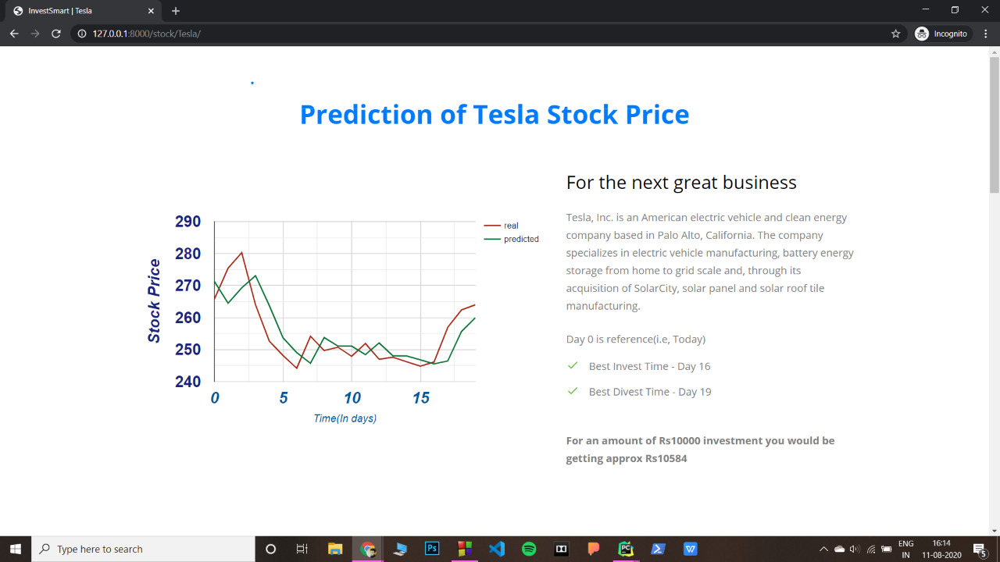 InvestSmart | Tesla
127.0.0.1:8000/stock/Tesla/
Incognito
Prediction of Tesla Stock Price
290
280
270
260
250
240
Stock Price
0 5 10 15
Time(In days)
real
predicted
For the next great business
Tesla, Inc. is an American electric vehicle and clean energy
company based in Palo Alto, California. The company
specializes in electric vehicle manufacturing, battery energy
storage from home to grid scale and, through its
acquisition of SolarCity, solar panel and solar roof tile
manufacturing.
Day 0 is reference(i.e, Today)
Best Invest Time - Day 16
Best Divest Time - Day 19
For an amount of Rs10000 investment you would be
getting approx Rs10584
Type here to search
Ps
PC
W
ENG
IN
16:14
11-08-2020
5